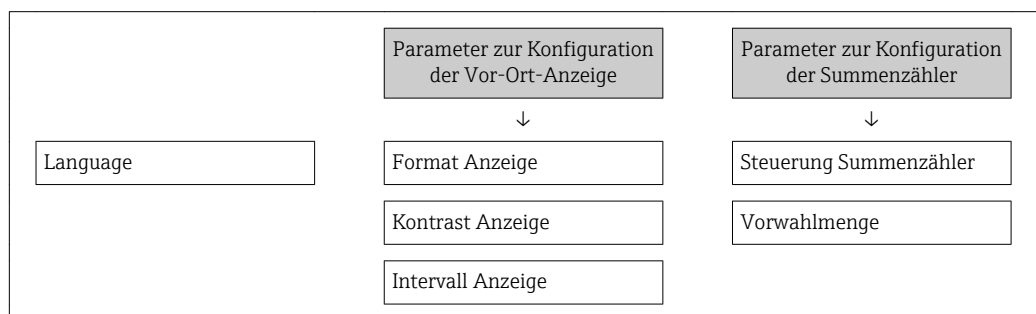 Parameter zur Konfiguration
der Vor-Ort-Anzeige
Parameter zur Konfiguration
der Summenzähler
↓
↓
Language
Format Anzeige
Steuerung Summenzähler
Kontrast Anzeige
Vorwahlmenge
Intervall Anzeige